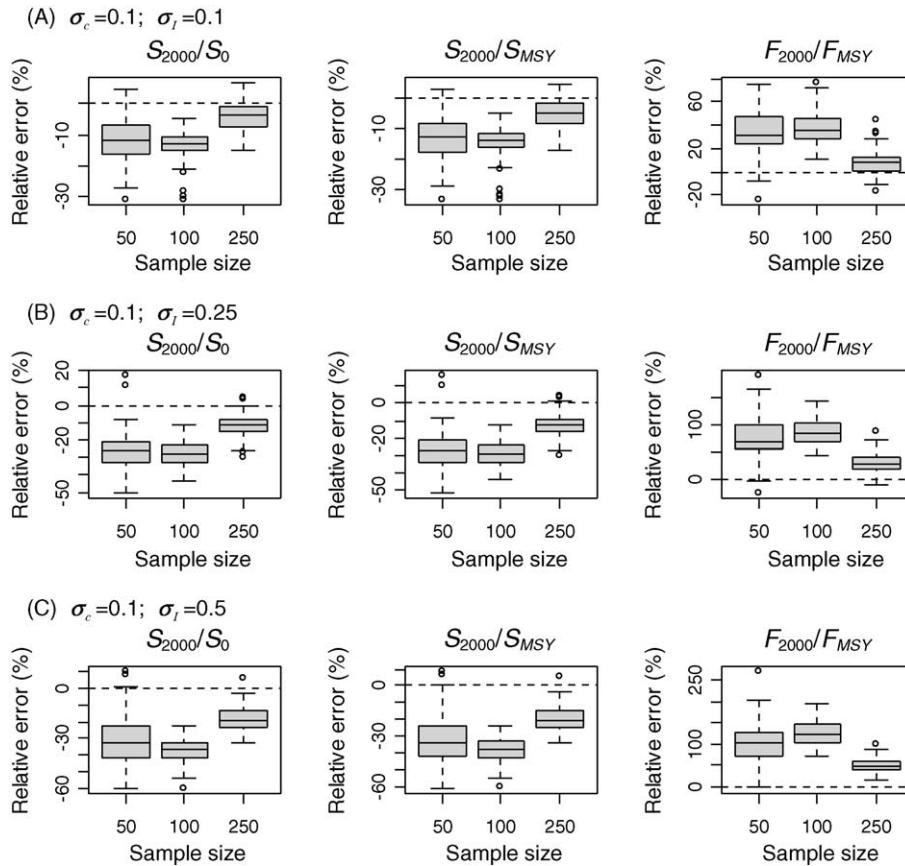 (A) σc=0.1; σI=0.1
S2000/S0
S2000/SMSY
F2000/FMSY
Relative error (%)
-10
-30
50 100 250
Sample size
Relative error (%)
-10
-30
50 100 250
Sample size
Relative error (%)
60
20
-20
50 100 250
Sample size
(B) σc=0.1; σI=0.25
S2000/S0
S2000/SMSY
F2000/FMSY
Relative error (%)
20
0
-20
-50
50 100 250
Sample size
Relative error (%)
0
20
-50
50 100 250
Sample size
Relative error (%)
100
0
50 100 250
Sample size
(C) σc=0.1; σI=0.5
S2000/S0
S2000/SMSY
F2000/FMSY
Relative error (%)
0
-30
-60
50 100 250
Sample size
Relative error (%)
0
-30
-60
50 100 250
Sample size
Relative error (%)
250
100
0
50 100 250
Sample size